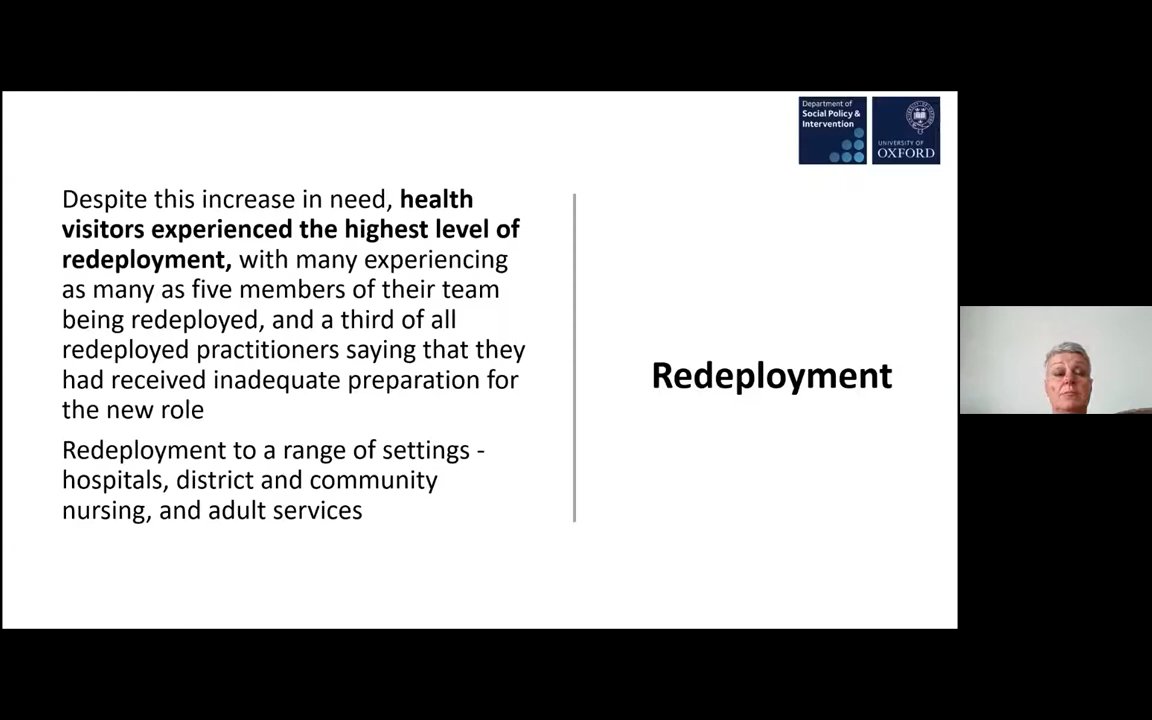 Department of
Social Policy &
Intervention
UNIVERSITY OF
OXFORD
Despite this increase in need, health
visitors experienced the highest level of
redeployment, with many experiencing
as many as five members of their team
being redeployed, and a third of all
redeployed practitioners saying that they
had received inadequate preparation for
the new role
Redeployment to a range of settings -
hospitals, district and community
nursing, and adult services
Redeployment